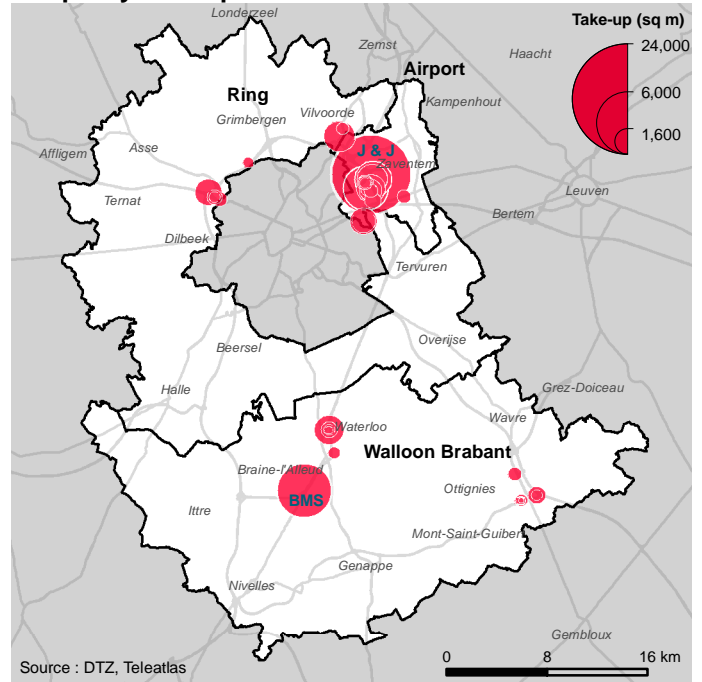 Londerzeel
Take-up (sq m)
24,000
6,000
1,600
Zemst
Haacht
Airport
Ring
Kampenhout
Vilvoorde
Grimbergen
Asse
Affligem
J & J
Zaventem
Leuven
Ternat
Bertem
Dilbeek
Tervuren
Beersel
Overijse
Halle
Grez-Doiceau
Wavre
Waterloo
Walloon Brabant
Braine-l'Alleud
Ottignies
BMS
Ittre
Mont-Saint-Guibert
Genappe
Nivelles
Gembloux
Source : DTZ, Teleatlas
0 8 16 km